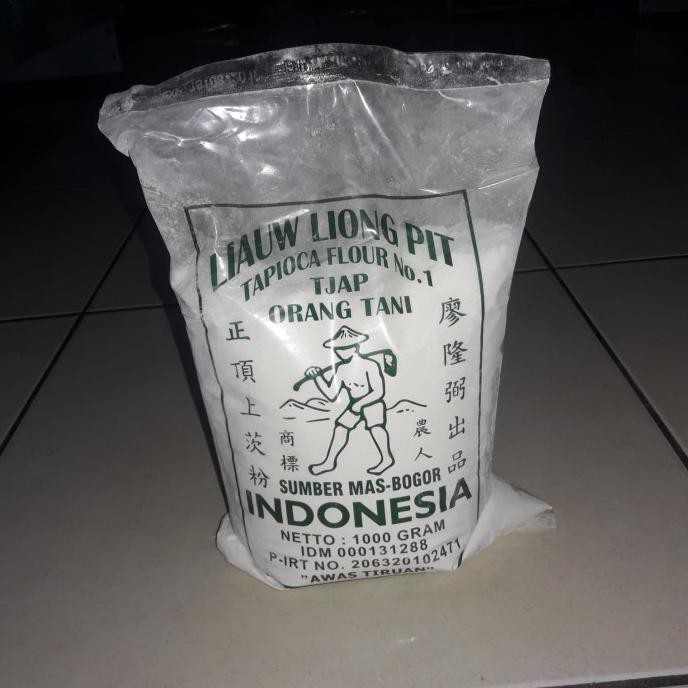 LIAUW LIONG PIT
TAPIOCA FLOUR No.1
TJAP
ORANG TANI
正頂上茨粉
商標
農人
廖隆弼出品
SUMBER MAS-BOGOR
INDONESIA
NETTO : 1000 GRAM
IDM 000131288
P-IRT NO. 206320102471
"AWAS TIRUAN"